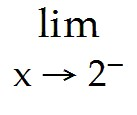 lim
x → 2⁻